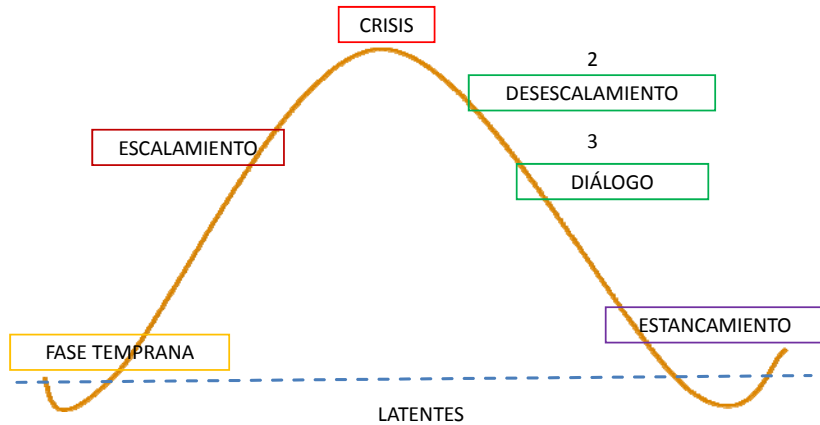 CRISIS
2
DESESCALAMIENTO
ESCALAMIENTO
3
DIÁLOGO
ESTANCAMIENTO
FASE TEMPRANA
LATENTES